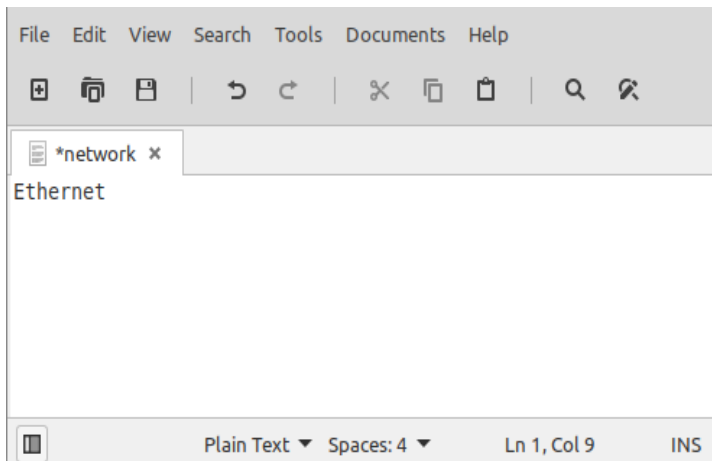 File Edit View Search Tools Documents Help
*network
Ethernet
Plain Text Spaces: 4 Ln 1, Col 9 INS